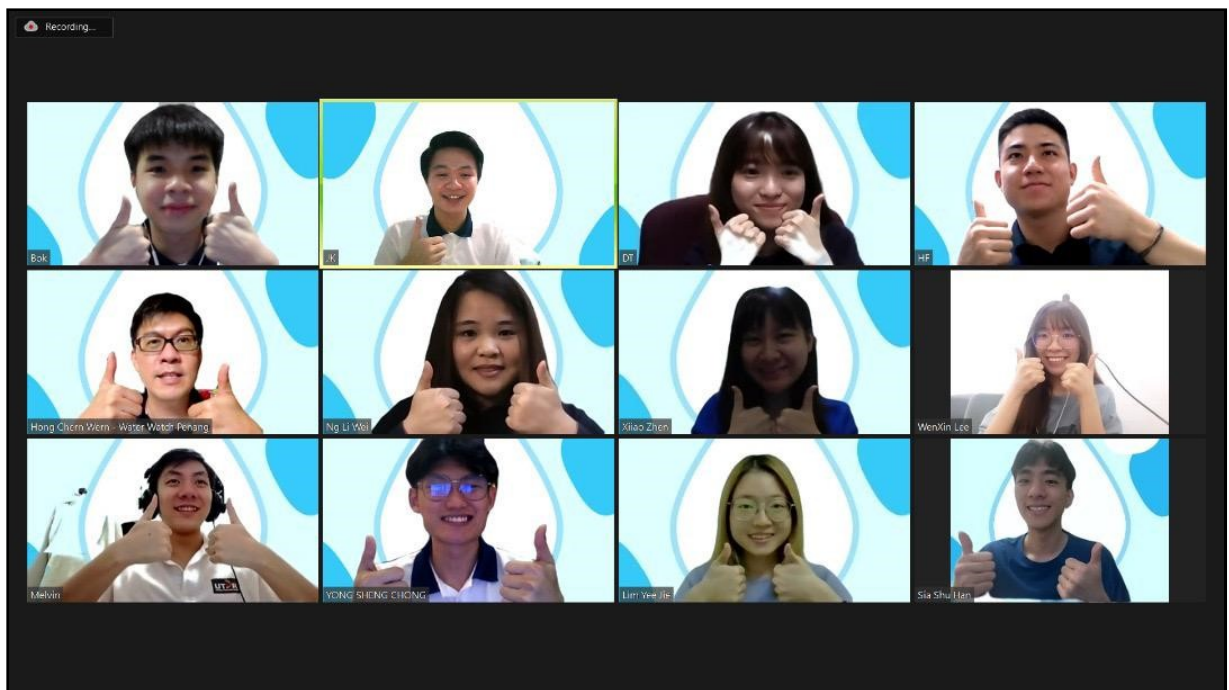 Recording...
Bok
JK
DT
HF
Hong Chern Wern - Water Watch Penang
Ng Li Wei
Xiiao Zhen
WenXin Lee
Melvin
UTAR
YONG SHENG CHONG
Lim Yee Jie
Sia Shu Han